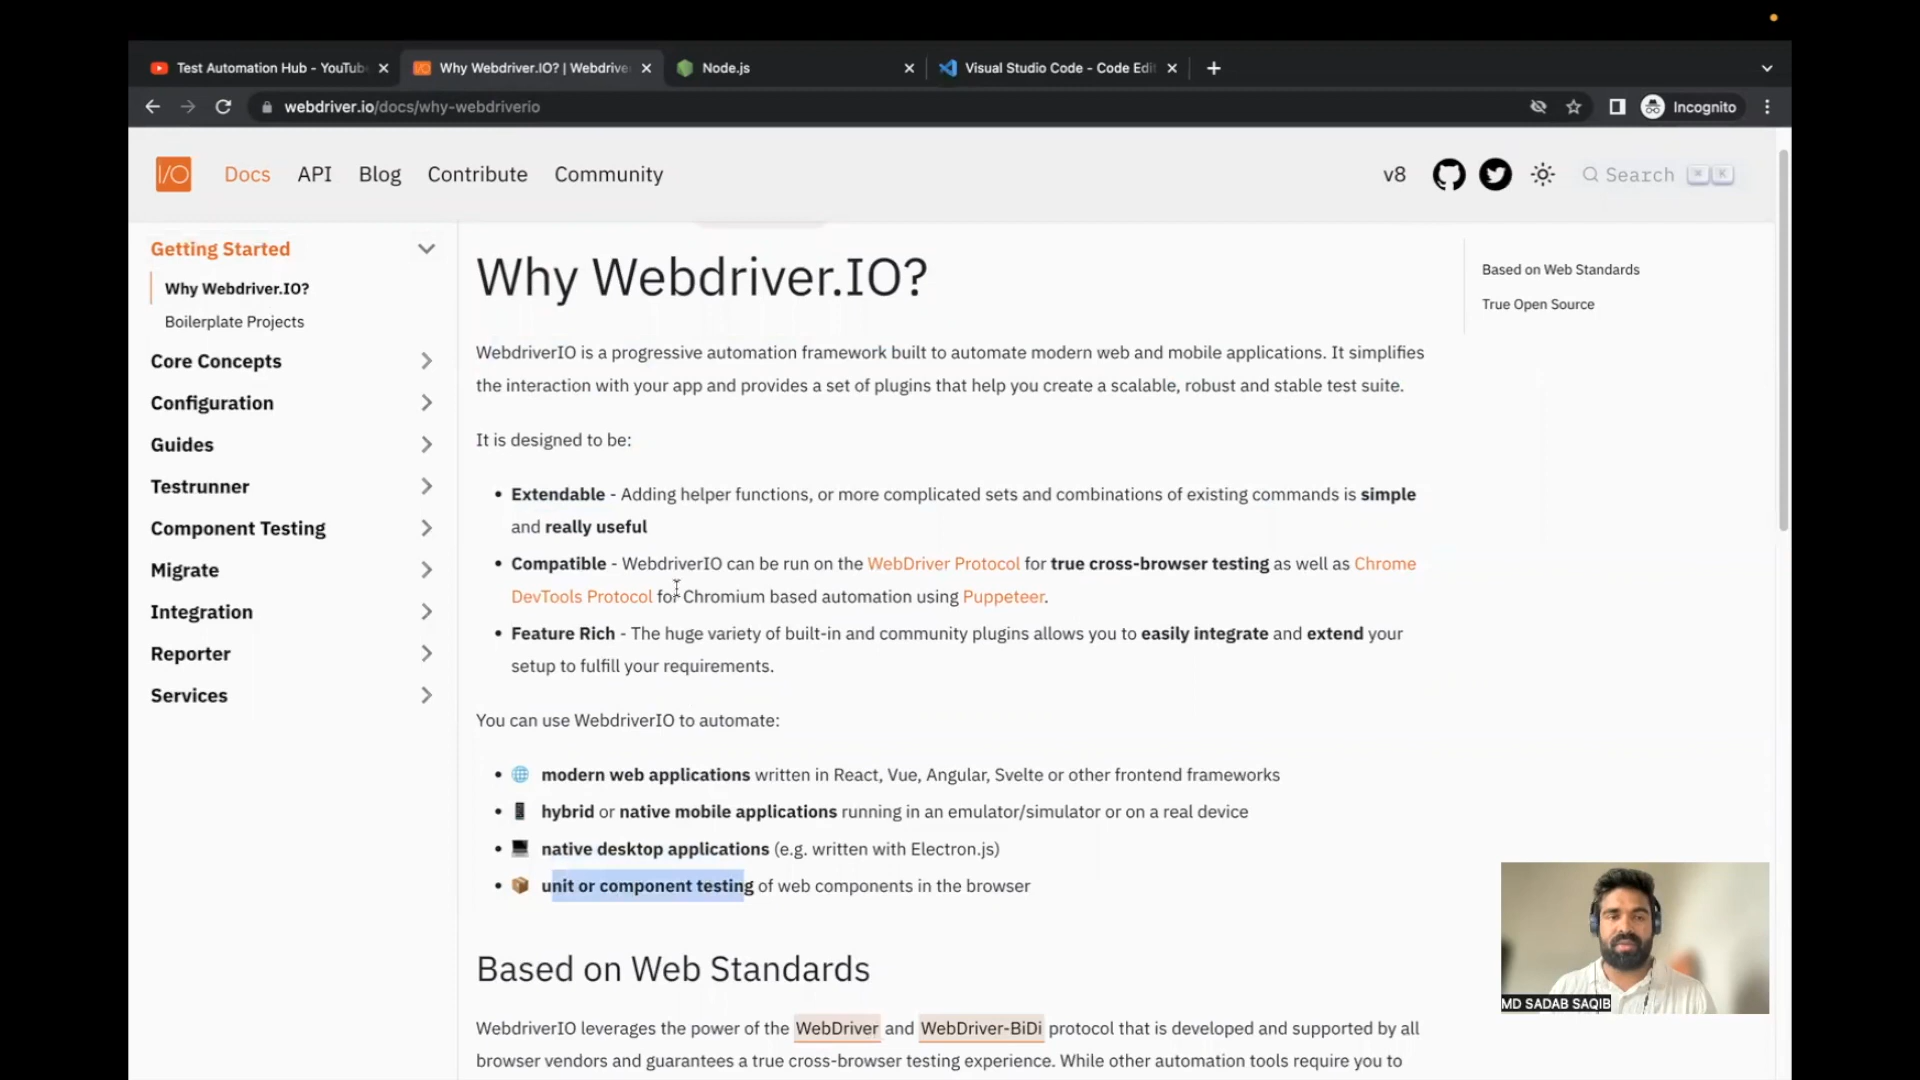 Test Automation Hub - YouTub
Why Webdriver.IO? | Webdrive
Node.js
Visual Studio Code - Code Edit
webdriver.io/docs/why-webdriverio
Incognito
I/O
Docs
API
Blog
Contribute
Community
v8
Search
⌘ K
Getting Started
Why Webdriver.IO?
Boilerplate Projects
Core Concepts
Configuration
Guides
Testrunner
Component Testing
Migrate
Integration
Reporter
Services
Why Webdriver.IO?
WebdriverIO is a progressive automation framework built to automate modern web and mobile applications. It simplifies
the interaction with your app and provides a set of plugins that help you create a scalable, robust and stable test suite.
It is designed to be:
• Extendable - Adding helper functions, or more complicated sets and combinations of existing commands is simple
and really useful
• Compatible - WebdriverIO can be run on the WebDriver Protocol for true cross-browser testing as well as Chrome
DevTools Protocol for Chromium based automation using Puppeteer.
• Feature Rich - The huge variety of built-in and community plugins allows you to easily integrate and extend your
setup to fulfill your requirements.
You can use WebdriverIO to automate:
• 🌐 modern web applications written in React, Vue, Angular, Svelte or other frontend frameworks
• 📱 hybrid or native mobile applications running in an emulator/simulator or on a real device
• 💻 native desktop applications (e.g. written with Electron.js)
• 📦 unit or component testing of web components in the browser
Based on Web Standards
WebdriverIO leverages the power of the WebDriver and WebDriver-BiDi protocol that is developed and supported by all
browser vendors and guarantees a true cross-browser testing experience. While other automation tools require you to
Based on Web Standards
True Open Source
MD SADAB SAQIB